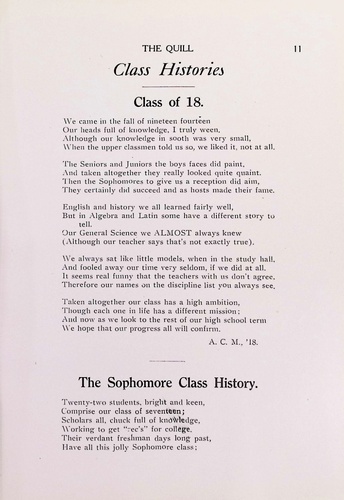 THE QUILL 11
Class Histories
Class of 18.
We came in the fall of nineteen fourteen
Our heads full of knowledge, I truly ween,
Although our knowledge in sooth was very small,
When the upper classmen told us so, we liked it, not at all.
The Seniors and Juniors the boys faces did paint,
And taken altogether they really looked quite quaint.
Then the Sophomores to give us a reception did aim,
They certainly did succeed and as hosts made their fame.
English and history we all learned fairly well,
But in Algebra and Latin some have a different story to
tell.
Our General Science we ALMOST always knew
(Although our teacher says that's not exactly true).
We always sat like little models, when in the study hall,
And fooled away our time very seldom, if we did at all.
It seems real funny that the teachers with us don't agree,
Therefore our names on the discipline list you always see.
Taken altogether our class has a high ambition,
Though each one in life has a different mission;
And now as we look to the rest of our high school term
We hope that our progress all will confirm.
A. C. M., '18.
The Sophomore Class History.
Twenty-two students, bright and keen,
Comprise our class of seventeen;
Scholars all, chuck full of knowledge,
Working to get "rec's" for college.
Their verdant freshman days long past,
Have all this jolly Sophomore class;